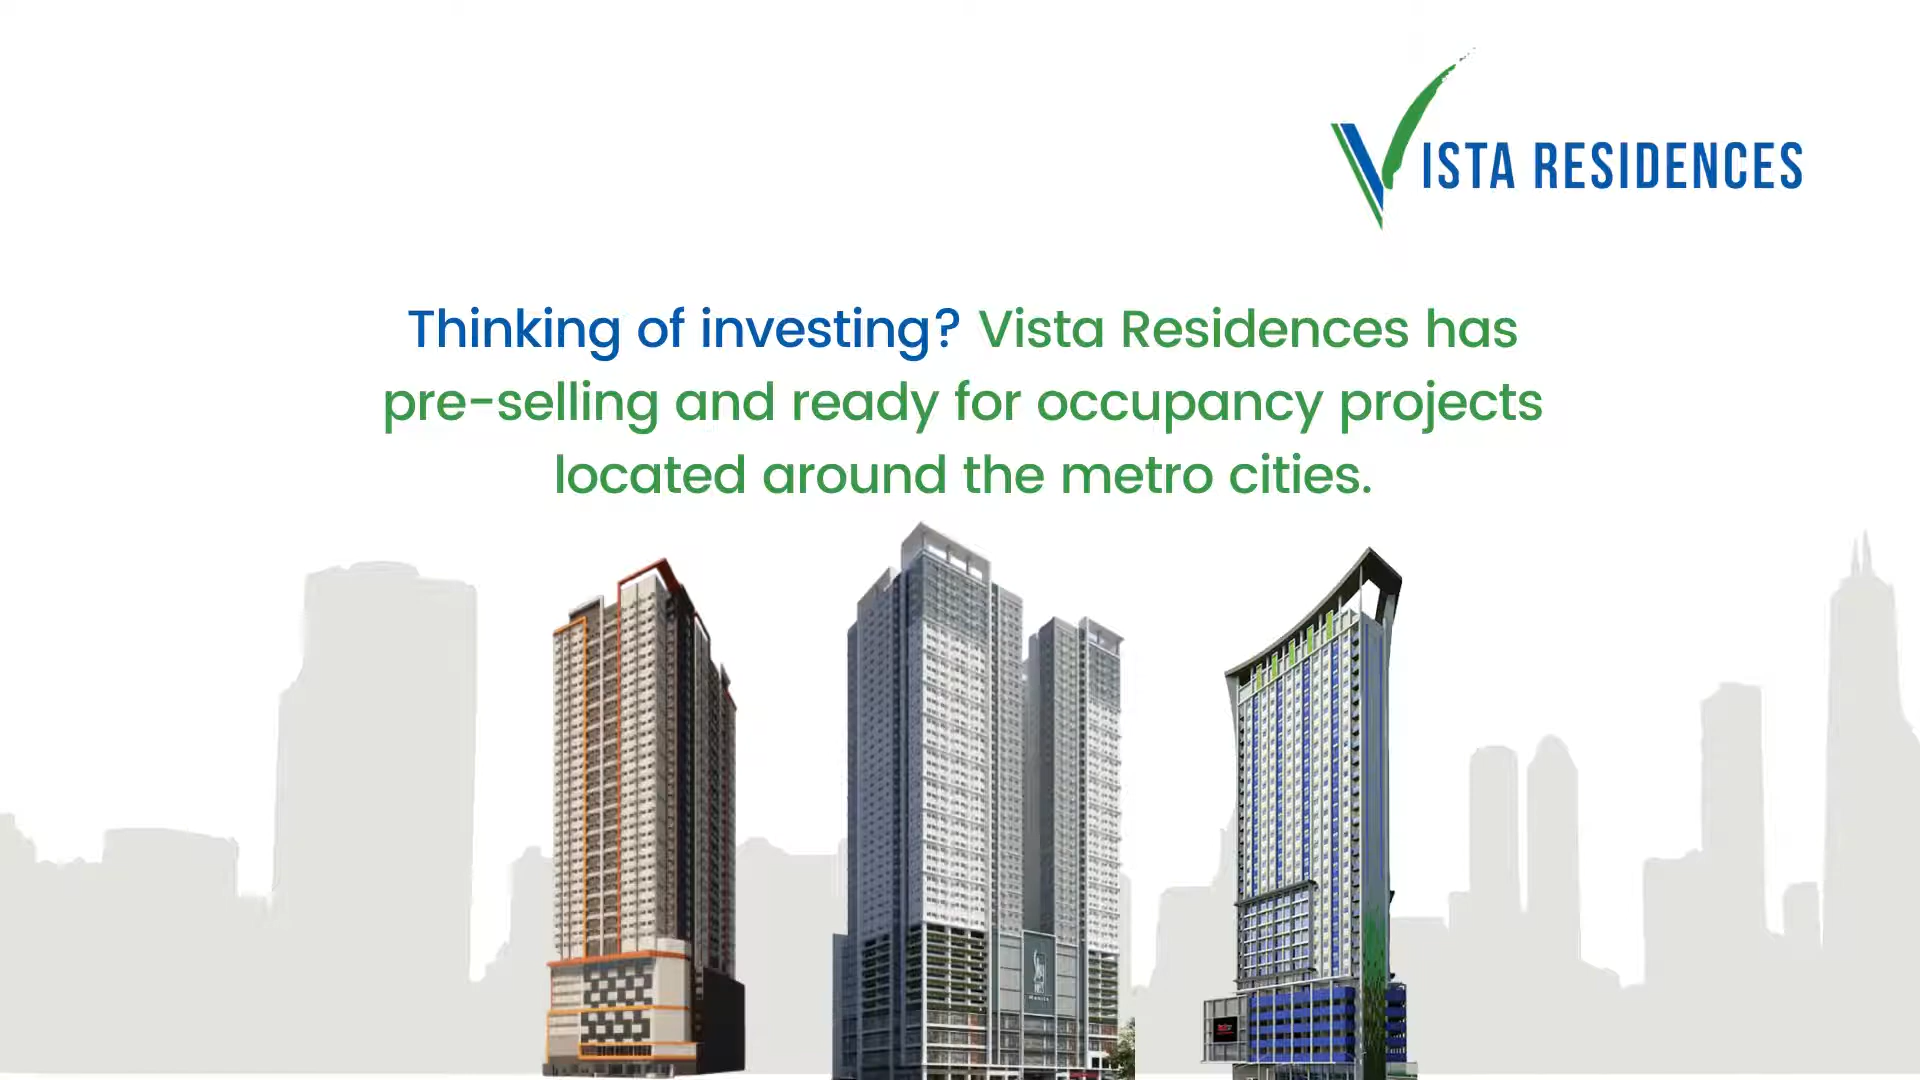 VISTA RESIDENCES
Thinking of investing? Vista Residences has
pre-selling and ready for occupancy projects
located around the metro cities.